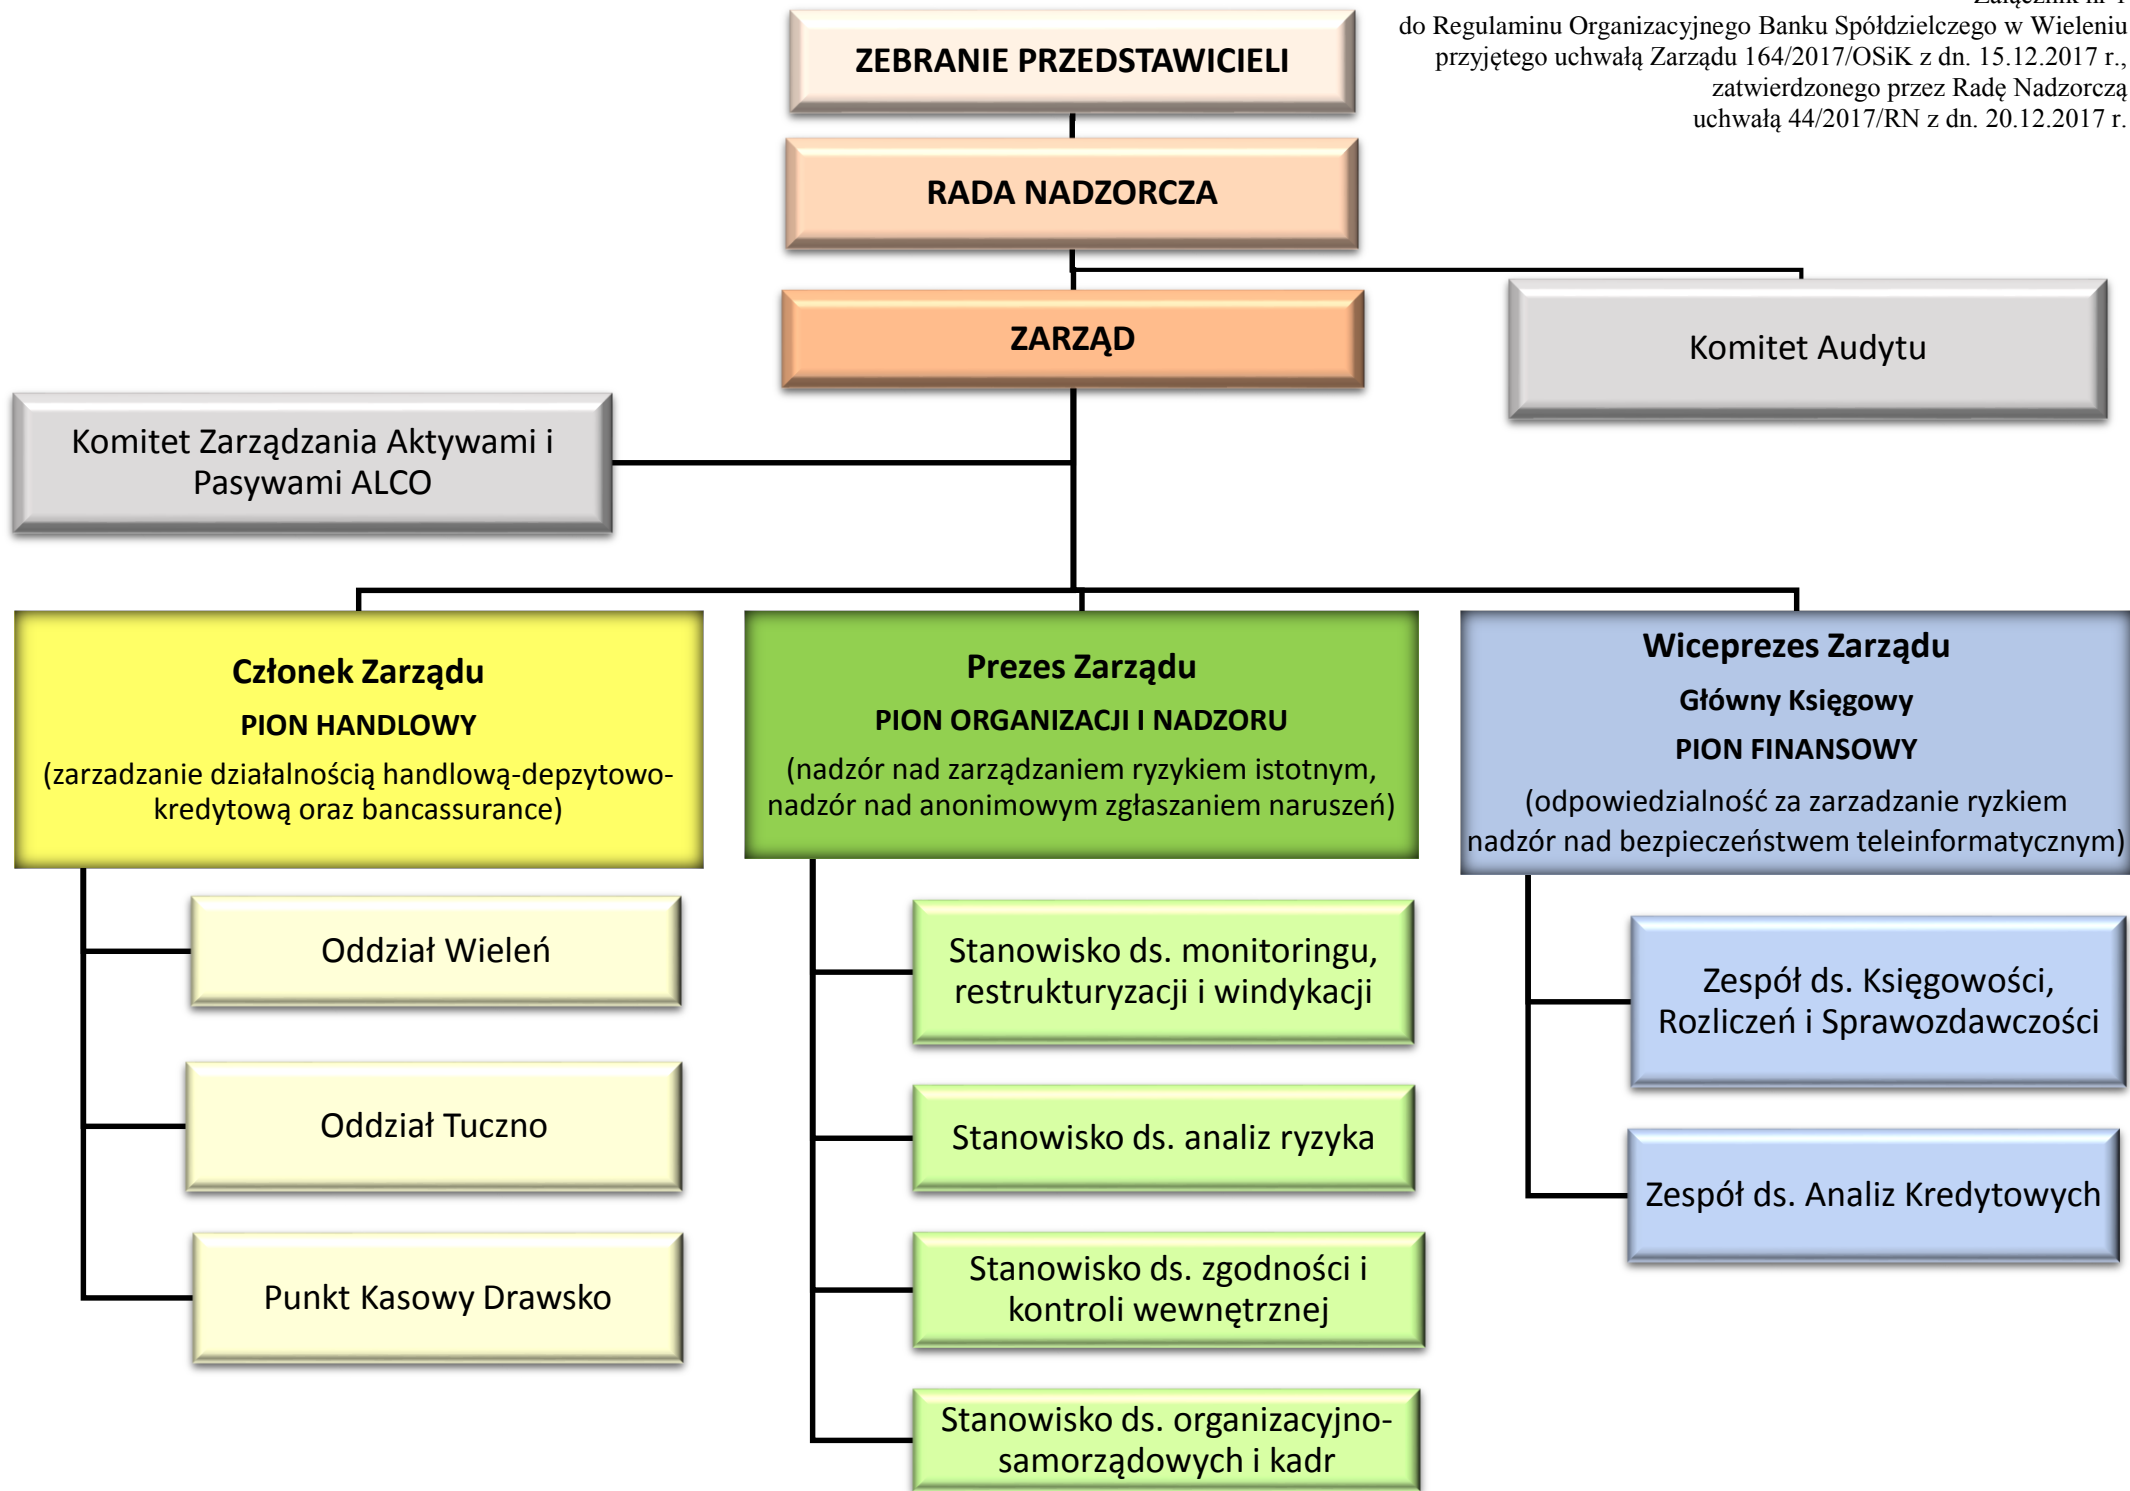 Załącznik nr 1
do Regulaminu Organizacyjnego Banku Spółdzielczego w Wieleniu
przyjętego uchwałą Zarządu 164/2017/OSiK z dn. 15.12.2017 r.,
zatwierdzonego przez Radę Nadzorczą
uchwałą 44/2017/RN z dn. 20.12.2017 r.
ZEBRANIE PRZEDSTAWICIELI
RADA NADZORCZA
ZARZĄD
Komitet Audytu
Komitet Zarządzania Aktywami i
Pasywami ALCO
Członek Zarządu
PION HANDLOWY
(zarzadzanie działalnością handlową-depzytowo-
kredytową oraz bancassurance)
Oddział Wieleń
Oddział Tuczno
Punkt Kasowy Drawsko
Prezes Zarządu
PION ORGANIZACJI I NADZORU
(nadzór nad zarządzaniem ryzykiem istotnym,
nadzór nad anonimowym zgłaszaniem naruszeń)
Stanowisko ds. monitoringu,
restrukturyzacji i windykacji
Stanowisko ds. analiz ryzyka
Stanowisko ds. zgodności i
kontroli wewnętrznej
Stanowisko ds. organizacyjno-
samorządowych i kadr
Wiceprezes Zarządu
Główny Księgowy
PION FINANSOWY
(odpowiedzialność za zarzadzanie ryzkiem
nadzór nad bezpieczeństwem teleinformatycznym)
Zespół ds. Księgowości,
Rozliczeń i Sprawozdawczości
Zespół ds. Analiz Kredytowych